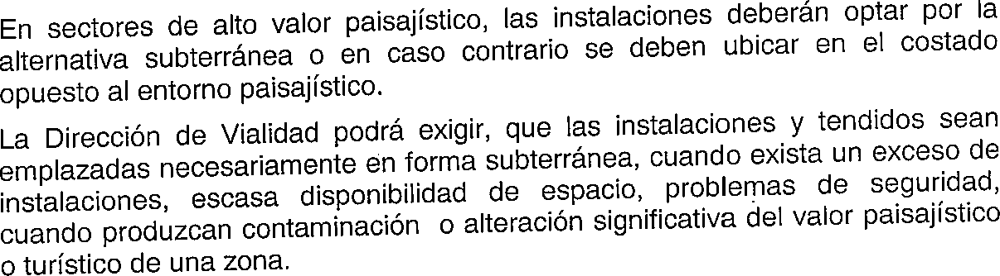 En sectores de alto valor paisajístico, las instalaciones deberán optar por la
alternativa subterránea o en caso contrario se deben ubicar en el costado
opuesto al entorno paisajístico.
La Dirección de Vialidad podrá exigir, que las instalaciones y tendidos sean
emplazadas necesariamente en forma subterránea, cuando exista un exceso de
instalaciones, escasa disponibilidad de espacio, problemas de seguridad,
cuando produzcan contaminación o alteración significativa del valor paisajístico
o turístico de una zona.